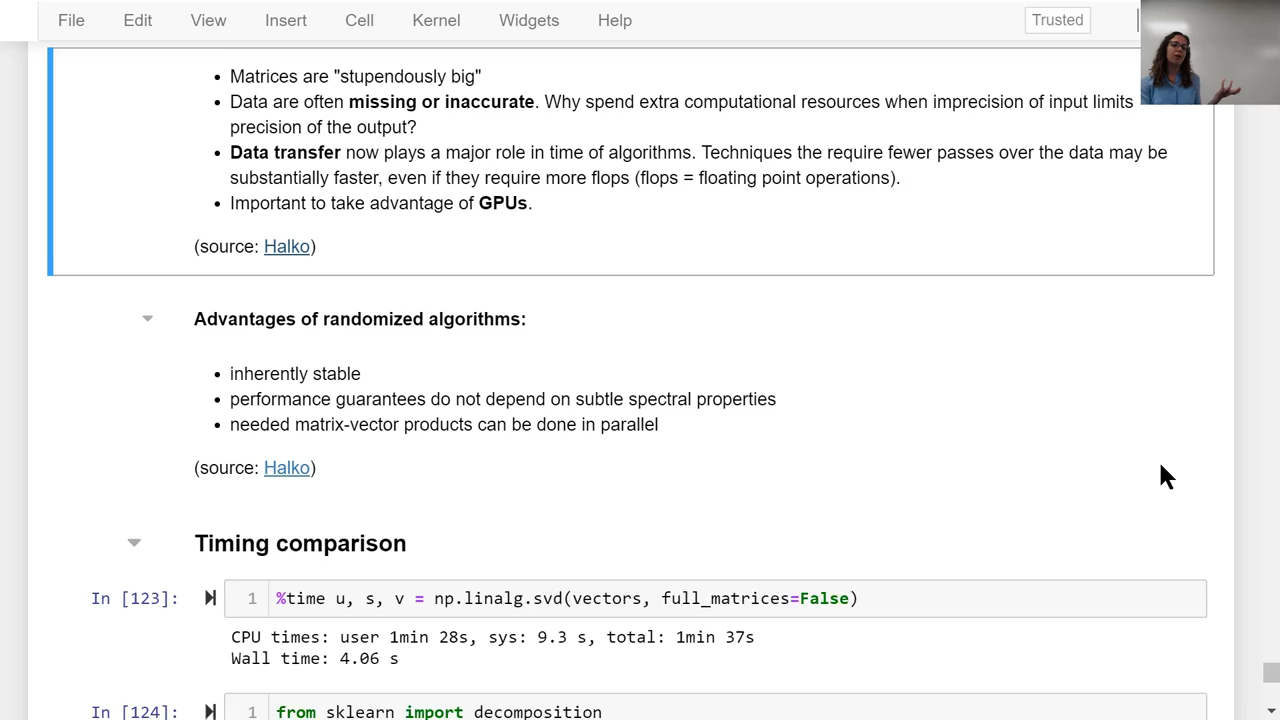 File Edit View Insert Cell Kernel Widgets Help Trusted
• Matrices are "stupendously big"
• Data are often missing or inaccurate. Why spend extra computational resources when imprecision of input limits
precision of the output?
• Data transfer now plays a major role in time of algorithms. Techniques the require fewer passes over the data may be
substantially faster, even if they require more flops (flops = floating point operations).
• Important to take advantage of GPUs.
(source: Halko)
Advantages of randomized algorithms:
• inherently stable
• performance guarantees do not depend on subtle spectral properties
• needed matrix-vector products can be done in parallel
(source: Halko)
Timing comparison
In [123]: 1 %time u, s, v = np.linalg.svd(vectors, full_matrices=False)
CPU times: user 1min 28s, sys: 9.3 s, total: 1min 37s
Wall time: 4.06 s
In [124]: 1 from sklearn import decomposition